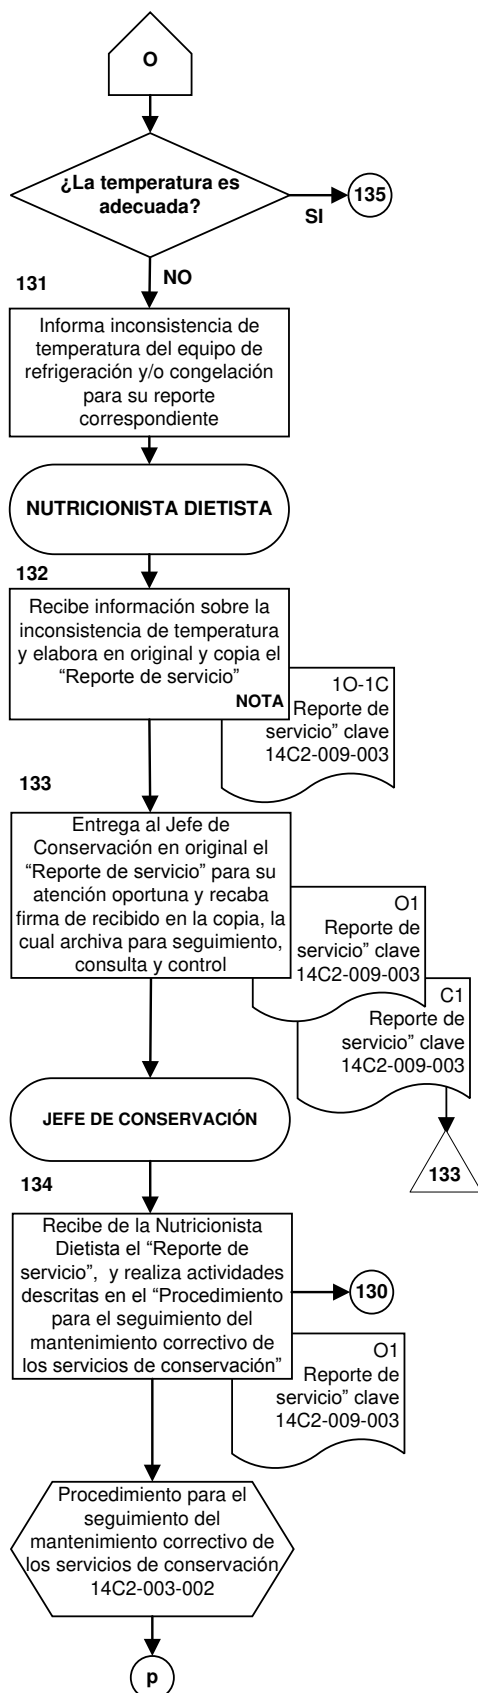 O
¿La temperatura es
adecuada?
SI
135
NO
131
Informa inconsistencia de
temperatura del equipo de
refrigeración y/o congelación
para su reporte
correspondiente
NUTRICIONISTA DIETISTA
132
Recibe información sobre la
inconsistencia de temperatura
y elabora en original y copia el
“Reporte de servicio”
NOTA
1O-1C
Reporte de
servicio” clave
14C2-009-003
133
Entrega al Jefe de
Conservación en original el
“Reporte de servicio” para su
atención oportuna y recaba
firma de recibido en la copia, la
cual archiva para seguimiento,
consulta y control
O1
Reporte de
servicio” clave
14C2-009-003
C1
Reporte de
servicio” clave
14C2-009-003
133
JEFE DE CONSERVACIÓN
134
Recibe de la Nutricionista
Dietista el “Reporte de
servicio”, y realiza actividades
descritas en el “Procedimiento
para el seguimiento del
mantenimiento correctivo de
los servicios de conservación”
130
O1
Reporte de
servicio” clave
14C2-009-003
Procedimiento para el
seguimiento del
mantenimiento correctivo de
los servicios de conservación
14C2-003-002
p